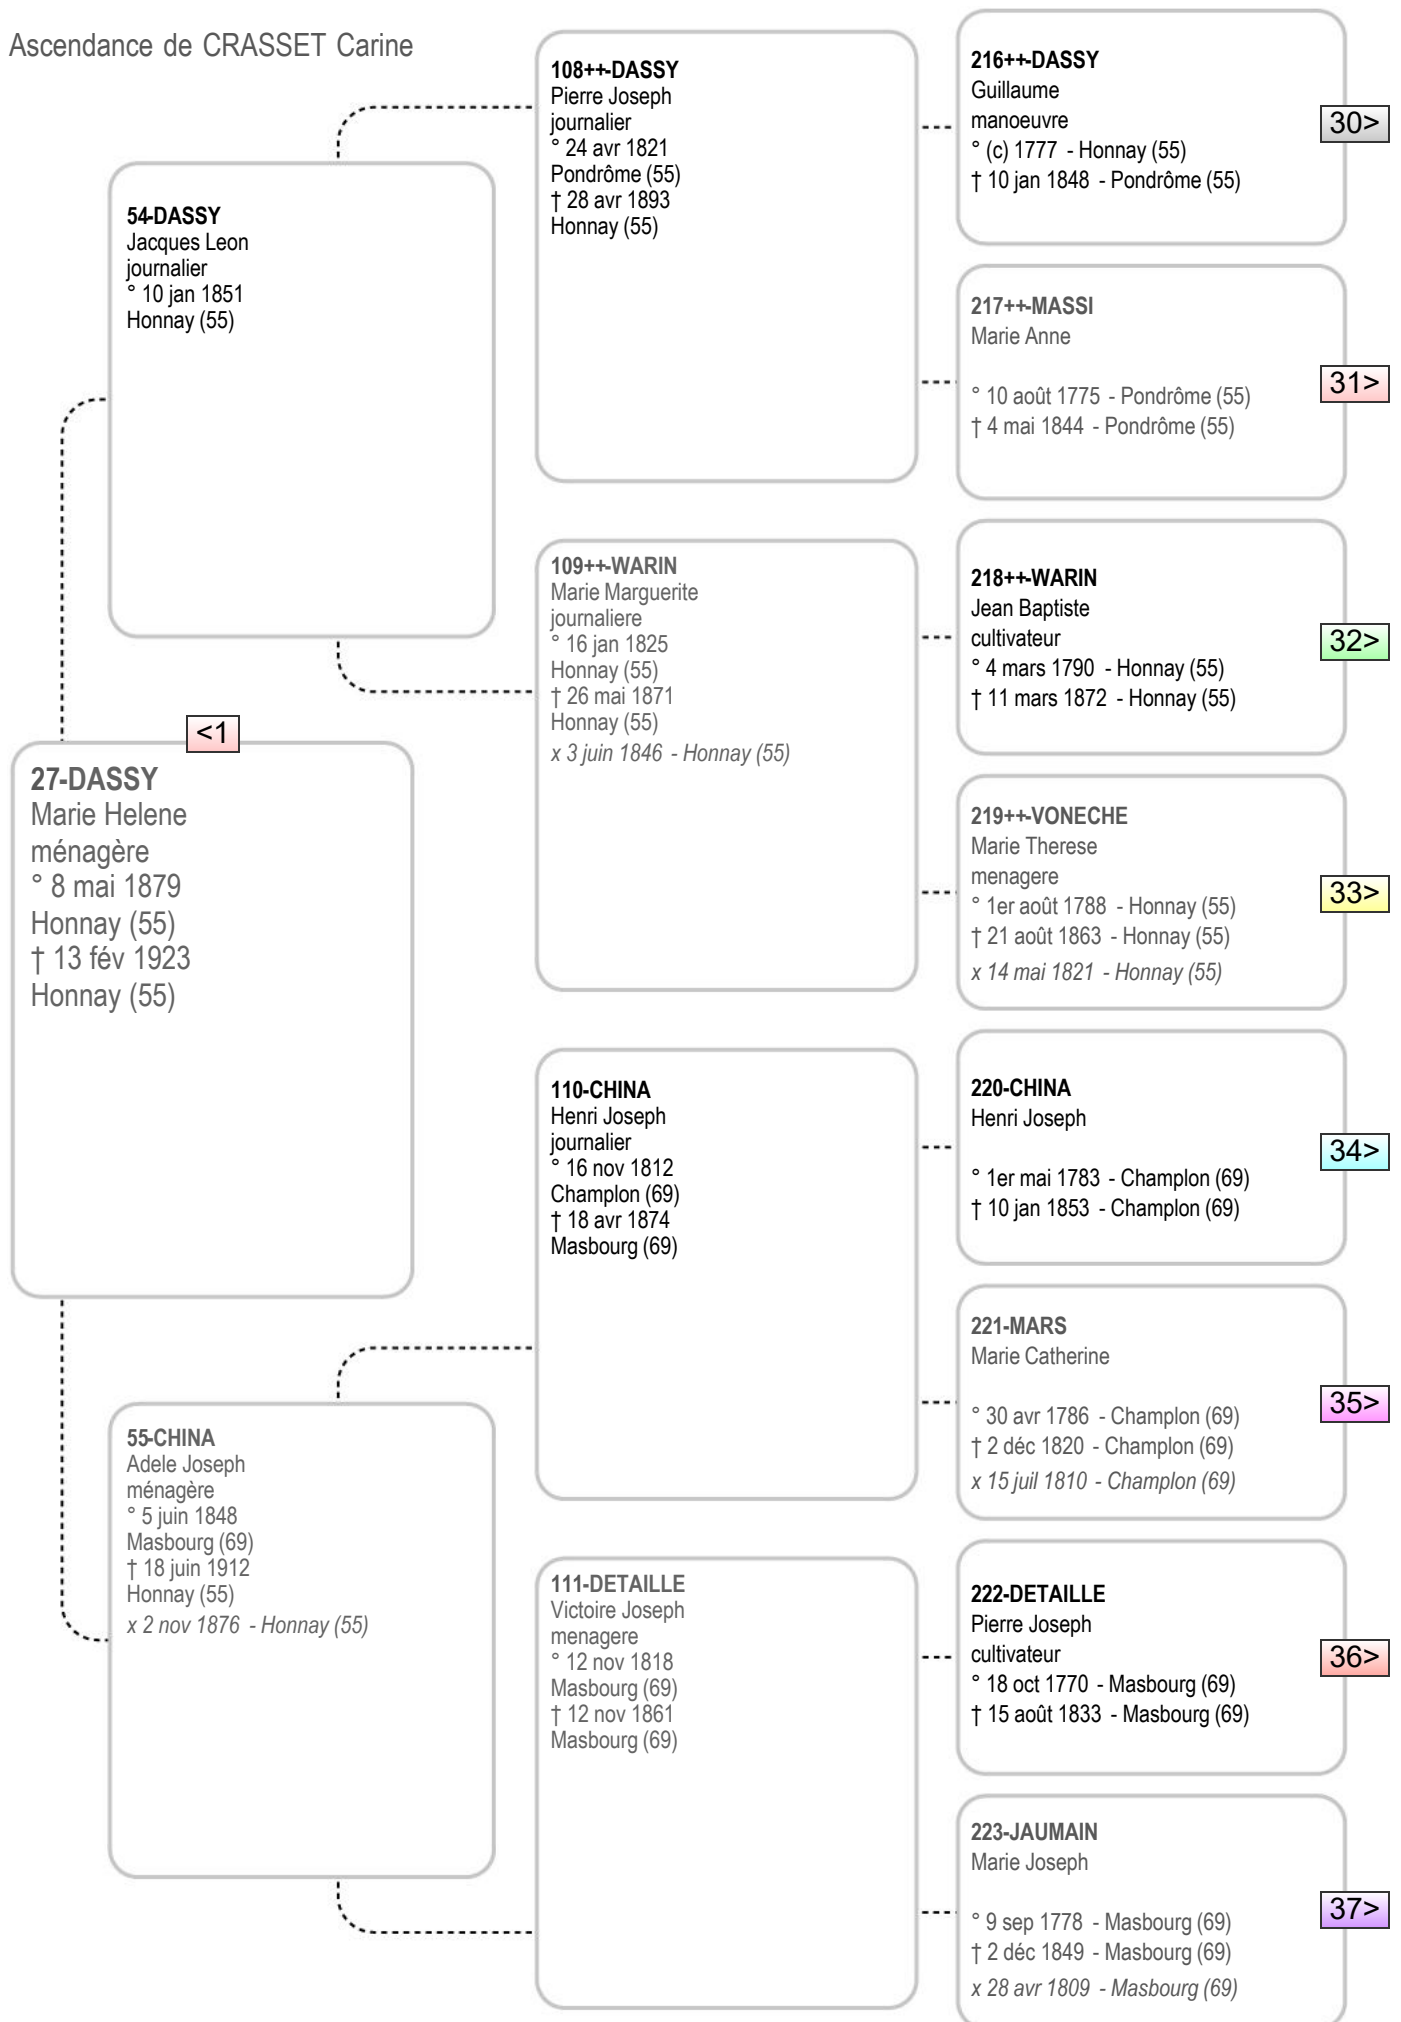 Ascendance de CRASSET Carine
<1
27-DASSY
Marie Helene
ménagère
° 8 mai 1879
Honnay (55)
† 13 fév 1923
Honnay (55)
54-DASSY
Jacques Leon
journalier
° 10 jan 1851
Honnay (55)
55-CHINA
Adele Joseph
ménagère
° 5 juin 1848
Masbourg (69)
† 18 juin 1912
Honnay (55)
x 2 nov 1876 - Honnay (55)
108++-DASSY
Pierre Joseph
journalier
° 24 avr 1821
Pondrôme (55)
† 28 avr 1893
Honnay (55)
109++-WARIN
Marie Marguerite
journaliere
° 16 jan 1825
Honnay (55)
† 26 mai 1871
Honnay (55)
x 3 juin 1846 - Honnay (55)
110-CHINA
Henri Joseph
journalier
° 16 nov 1812
Champlon (69)
† 18 avr 1874
Masbourg (69)
111-DETAILLE
Victoire Joseph
menagere
° 12 nov 1818
Masbourg (69)
† 12 nov 1861
Masbourg (69)
216++-DASSY
Guillaume
manoeuvre
° (c) 1777 - Honnay (55)
† 10 jan 1848 - Pondrôme (55)
30>
217++-MASSI
Marie Anne
° 10 août 1775 - Pondrôme (55)
† 4 mai 1844 - Pondrôme (55)
31>
218++-WARIN
Jean Baptiste
cultivateur
° 4 mars 1790 - Honnay (55)
† 11 mars 1872 - Honnay (55)
32>
219++-VONECHE
Marie Therese
menagère
° 1er août 1788 - Honnay (55)
† 21 août 1863 - Honnay (55)
x 14 mai 1821 - Honnay (55)
33>
220-CHINA
Henri Joseph
° 1er mai 1783 - Champlon (69)
† 10 jan 1853 - Champlon (69)
34>
221-MARS
Marie Catherine
° 30 avr 1786 - Champlon (69)
† 2 déc 1820 - Champlon (69)
x 15 juil 1810 - Champlon (69)
35>
222-DETAILLE
Pierre Joseph
cultivateur
° 18 oct 1770 - Masbourg (69)
† 15 août 1833 - Masbourg (69)
36>
223-JAUMAIN
Marie Joseph
° 9 sep 1778 - Masbourg (69)
† 2 déc 1849 - Masbourg (69)
x 28 avr 1809 - Masbourg (69)
37>